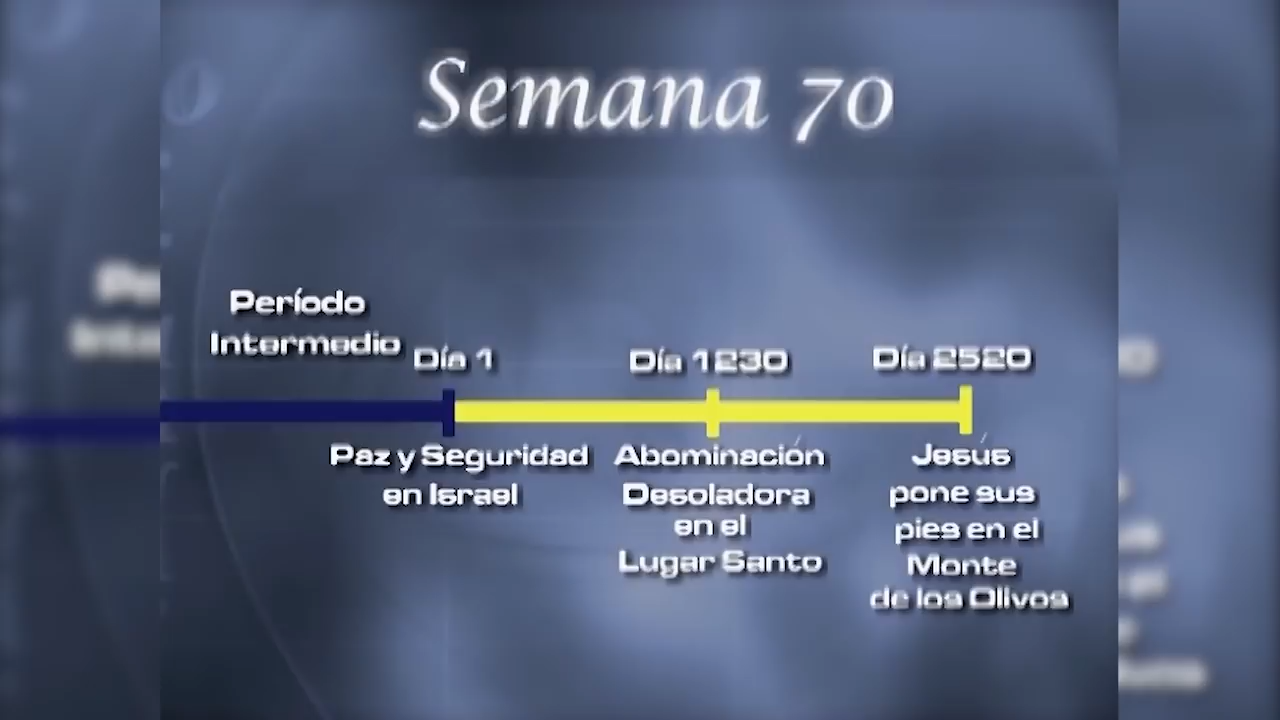 Semana 70
Período
Intermedio
Día 1
Día 1230
Día 2520
Paz y Seguridad
en Israel
Abominación
Desoladora
en el
Lugar Santo
Jesús
pone sus
pies en el
Monte
de los Olivos